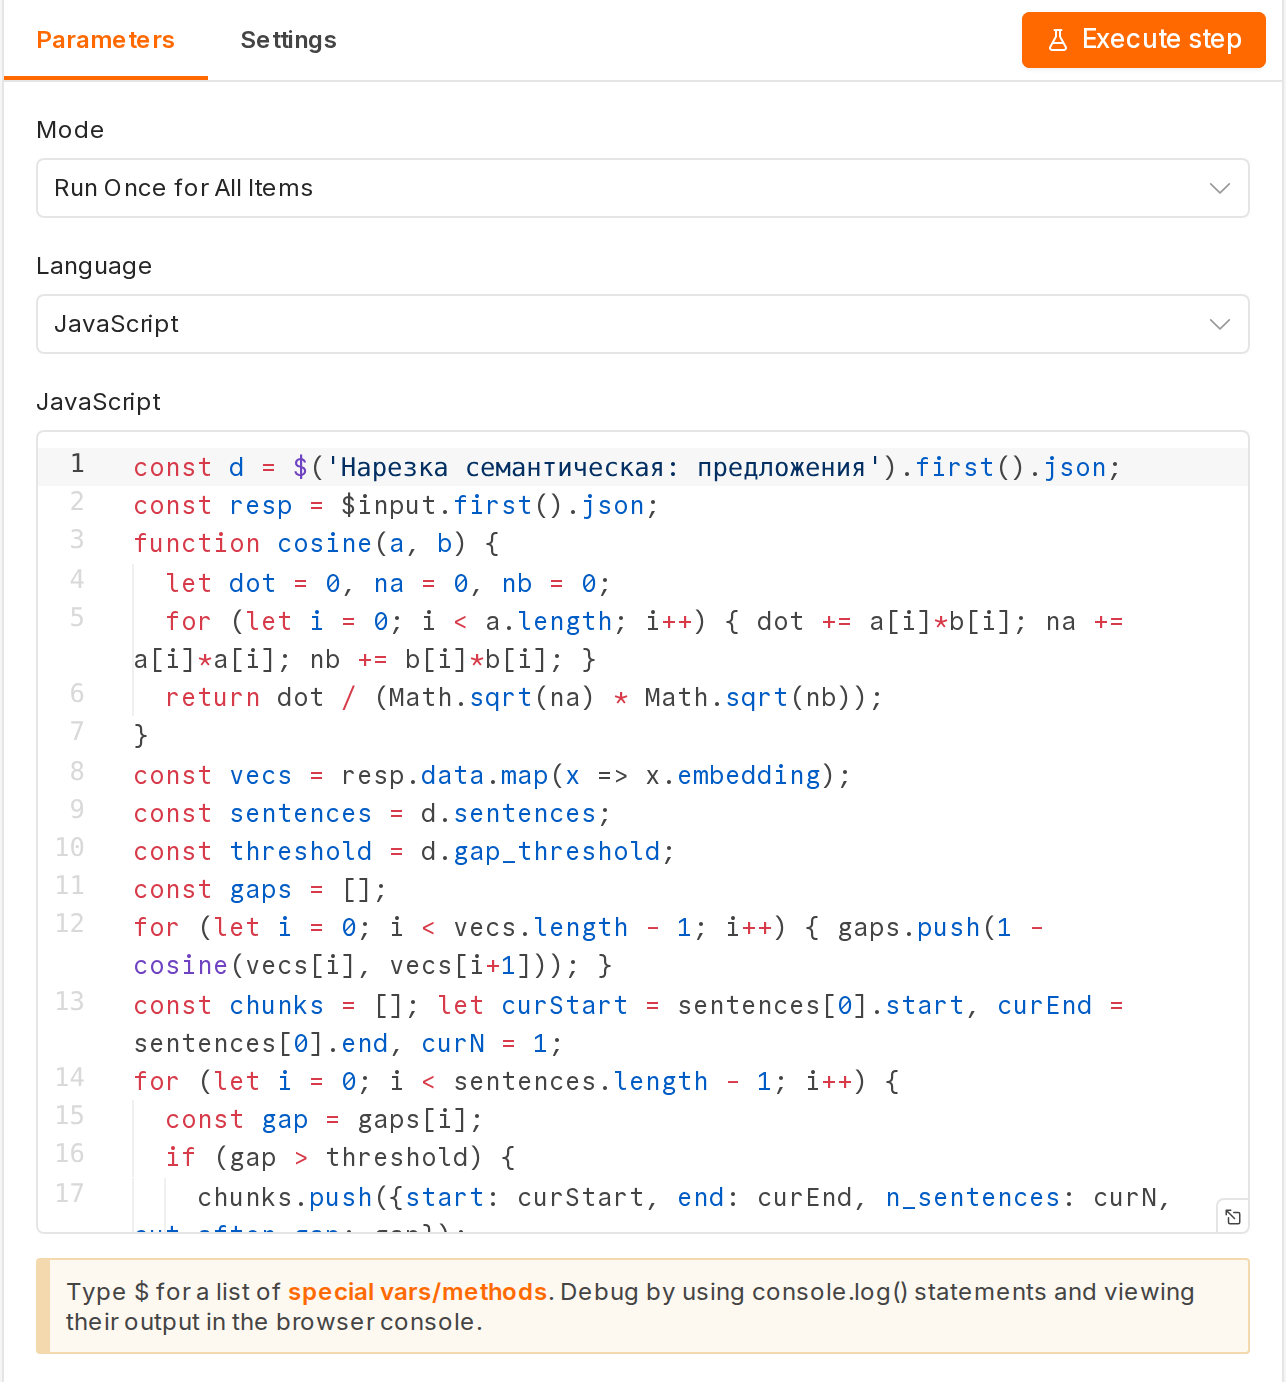 Parameters
Settings
Execute step
Mode
Run Once for All Items
Language
JavaScript
JavaScript
1 const d = $('Нарезка семантическая: предложения').first().json;
2 const resp = $input.first().json;
3 function cosine(a, b) {
4 let dot = 0, na = 0, nb = 0;
5 for (let i = 0; i < a.length; i++) { dot += a[i]*b[i]; na +=
a[i]*a[i]; nb += b[i]*b[i]; }
6 return dot / (Math.sqrt(na) * Math.sqrt(nb));
7 }
8 const vecs = resp.data.map(x => x.embedding);
9 const sentences = d.sentences;
10 const threshold = d.gap_threshold;
11 const gaps = [];
12 for (let i = 0; i < vecs.length - 1; i++) { gaps.push(1 -
cosine(vecs[i], vecs[i+1])); }
13 const chunks = []; let curStart = sentences[0].start, curEnd =
sentences[0].end, curN = 1;
14 for (let i = 0; i < sentences.length - 1; i++) {
15 const gap = gaps[i];
16 if (gap > threshold) {
17 chunks.push({start: curStart, end: curEnd, n_sentences: curN,
cut_after_gap: gap});
Type $ for a list of special vars/methods. Debug by using console.log() statements and viewing
their output in the browser console.